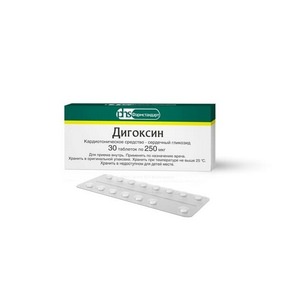 Фармстандарт
Дигоксин
Кардиотоническое средство - сердечный гликозид
30 таблеток по 250 мкг
Для приема внутрь. Применять по назначению врача.
Хранить в оригинальной упаковке. Хранить при температуре не выше 25 °C.
Хранить в недоступном для детей месте